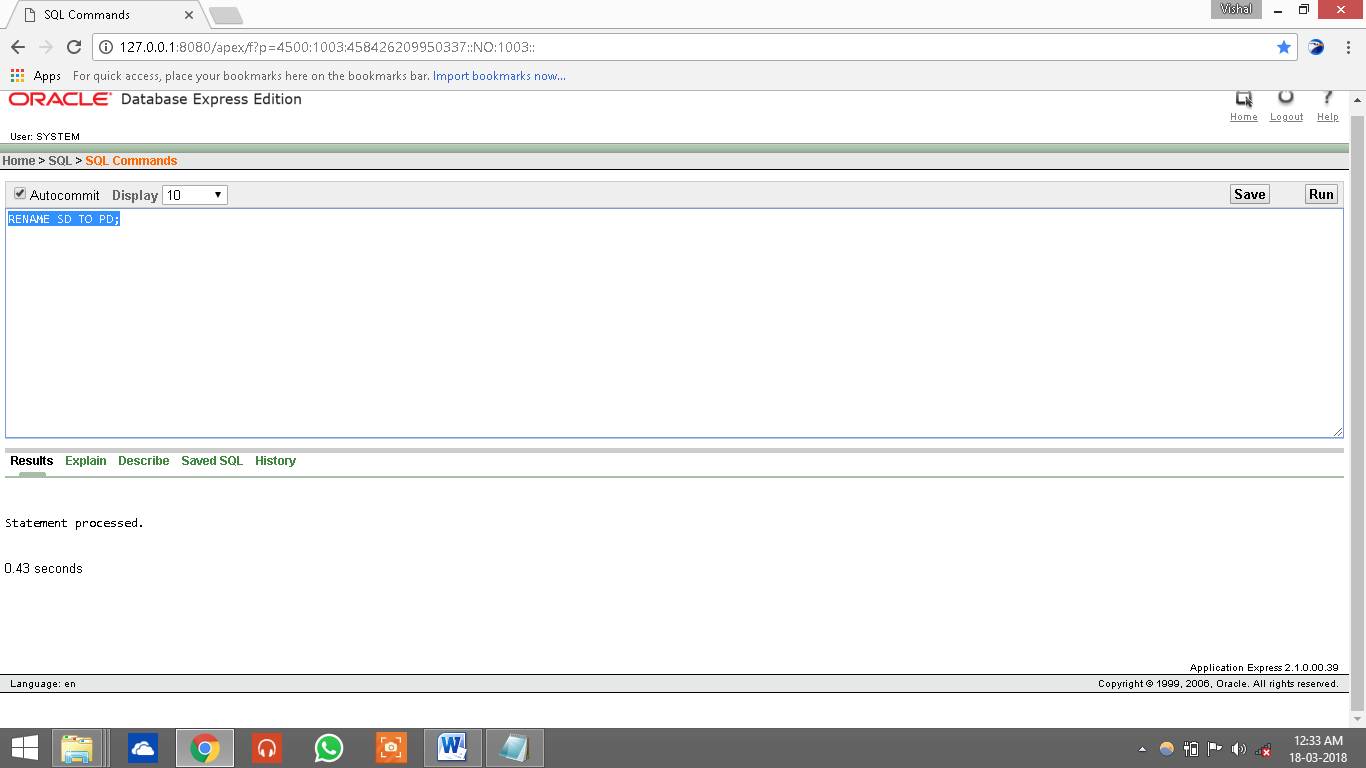 SQL Commands
Vishal
127.0.0.1:8080/apex/f?p=4500:1003:458426209950337::NO:1003::
Apps For quick access, place your bookmarks here on the bookmarks bar. Import bookmarks now...
ORACLE Database Express Edition
Home Logout Help
User: SYSTEM
Home > SQL > SQL Commands
Autocommit Display 10 Save Run
RENAME SD TO PD;
Results Explain Describe Saved SQL History
Statement processed.
0.43 seconds
Application Express 2.1.0.00.39
Language: en Copyright © 1999, 2006, Oracle. All rights reserved.
12:33 AM
18-03-2018